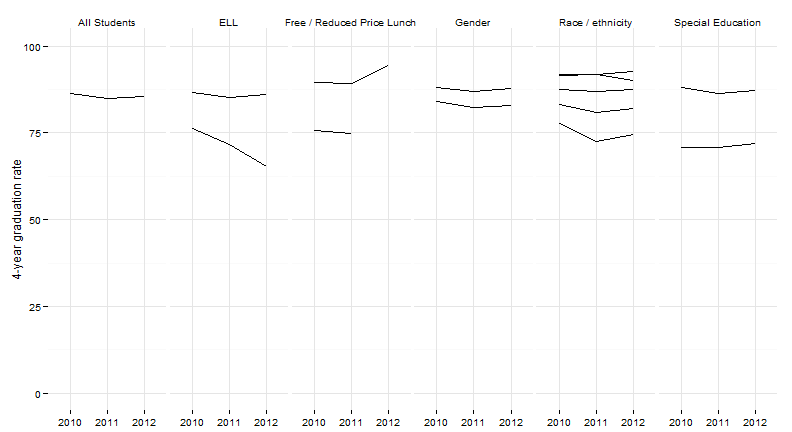 All Students ELL Free / Reduced Price Lunch Gender Race / ethnicity Special Education
4-year graduation rate
100
75
50
25
0
2010 2011 2012 2010 2011 2012 2010 2011 2012 2010 2011 2012 2010 2011 2012 2010 2011 2012